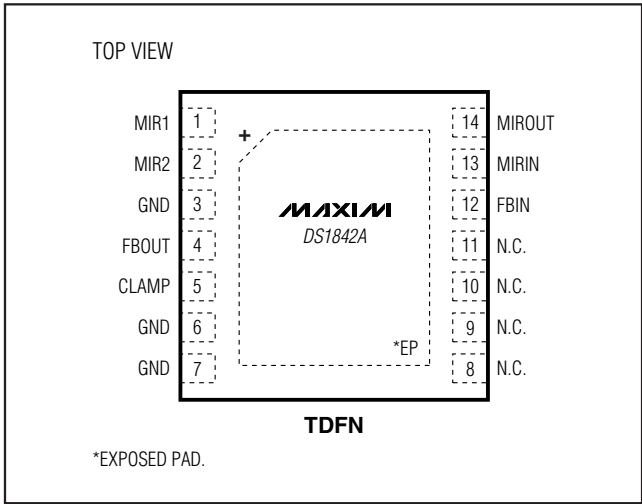 TOP VIEW
MIR1 1
MIR2 2
GND 3
FBOUT 4
CLAMP 5
GND 6
GND 7
+
MAXIM
DS1842A
*EP
14 MIROUT
13 MIRIN
12 FBIN
11 N.C.
10 N.C.
9 N.C.
8 N.C.
TDFN
*EXPOSED PAD.